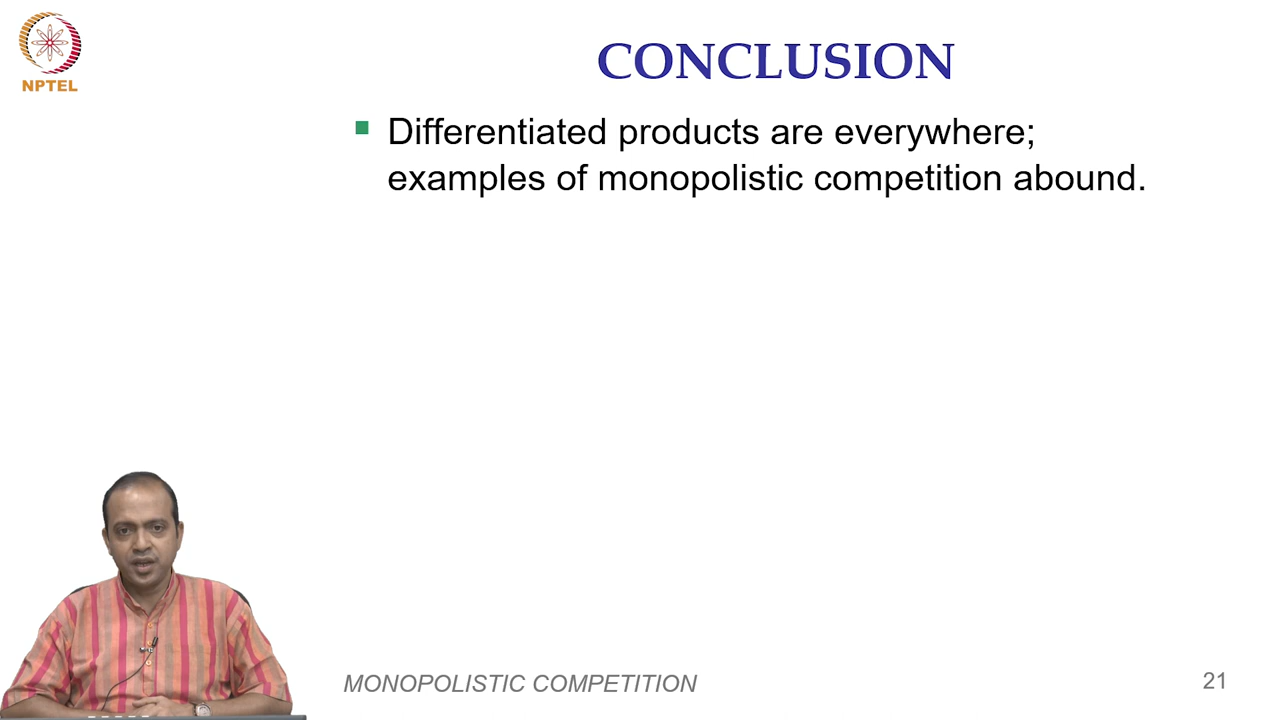 NPTEL
CONCLUSION
Differentiated products are everywhere;
examples of monopolistic competition abound.
MONOPOLISTIC COMPETITION
21